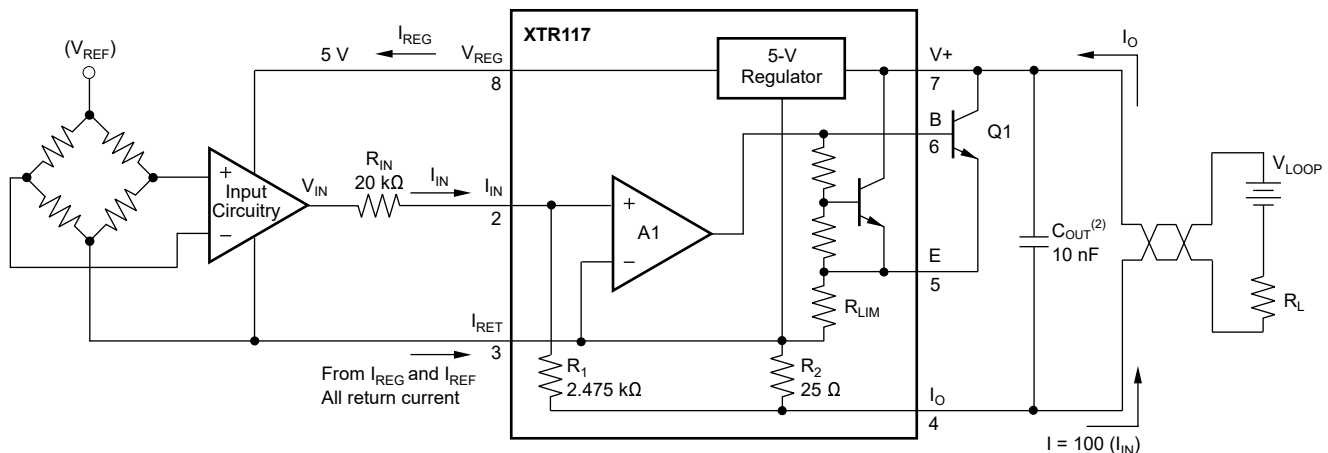 XTR117
(V_REF)
I_REG
5 V
V_REG
8
5-V
Regulator
V+
7
I_O
B
6
Q1
R_IN
20 kΩ
I_IN
I_IN
2
V_IN
+
Input
Circuitry
−
+
A1
−
V_LOOP
C_OUT(2)
10 nF
E
5
R_LIM
R_L
I_RET
3
From I_REG and I_REF
All return current
R_1
2.475 kΩ
R_2
25 Ω
I_O
4
I = 100 (I_IN)